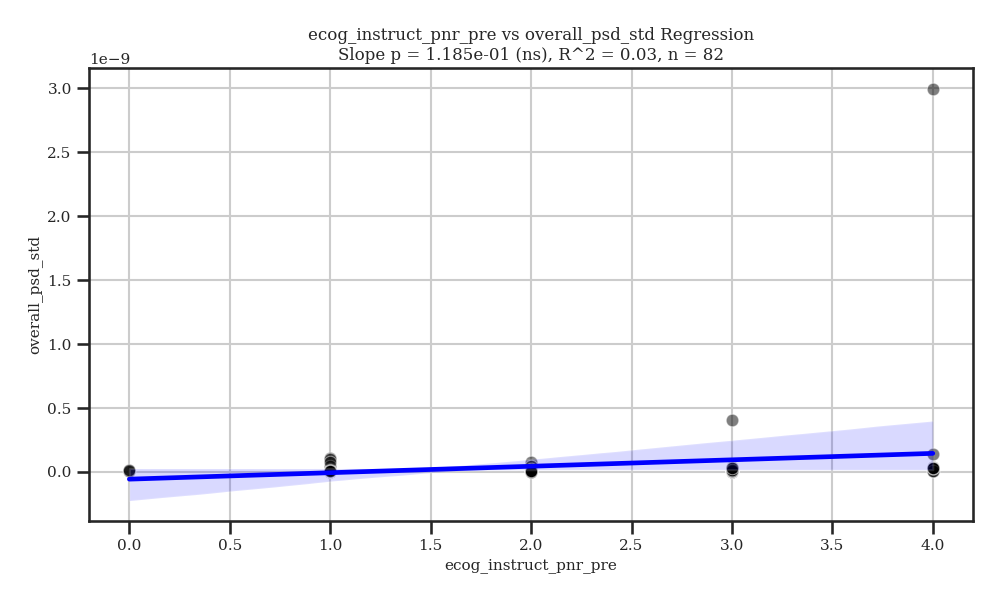 ecog_instruct_pnr_pre vs overall_psd_std Regression
Slope p = 1.185e-01 (ns), R^2 = 0.03, n = 82
1e−9
3.0
2.5
2.0
1.5
1.0
0.5
0.0
overall_psd_std
0.0 0.5 1.0 1.5 2.0 2.5 3.0 3.5 4.0
ecog_instruct_pnr_pre